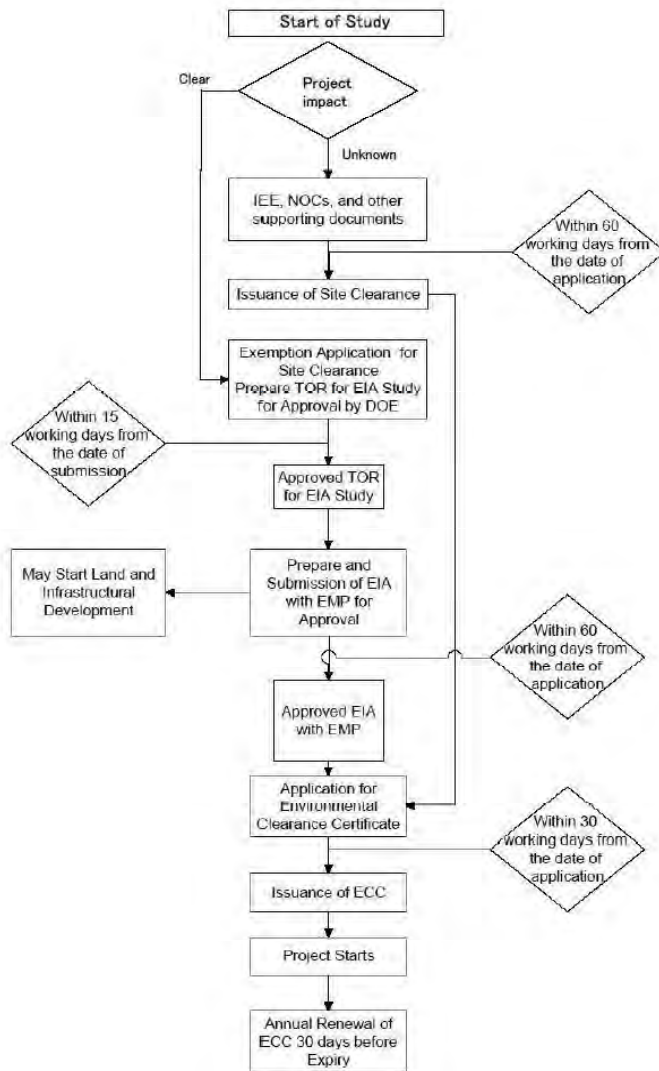 Start of Study
Clear
Project
impact
Unknown
IEE, NOCs, and other
supporting documents
Within 60
working days from
the date of
application
Issuance of Site Clearance
Exemption Application for
Site Clearance
Prepare TOR for EIA Study
for Approval by DOE
Within 15
working days from
the date of
submission
Approved TOR
for EIA Study
May Start Land and
Infrastructural
Development
Prepare and
Submission of EIA
with EMP for
Approval
Within 60
working days from
the date of
application
Approved EIA
with EMP
Application for
Environmental
Clearance Certificate
Within 30
working days from
the date of
application
Issuance of ECC
Project Starts
Annual Renewal of
ECC 30 days before
Expiry